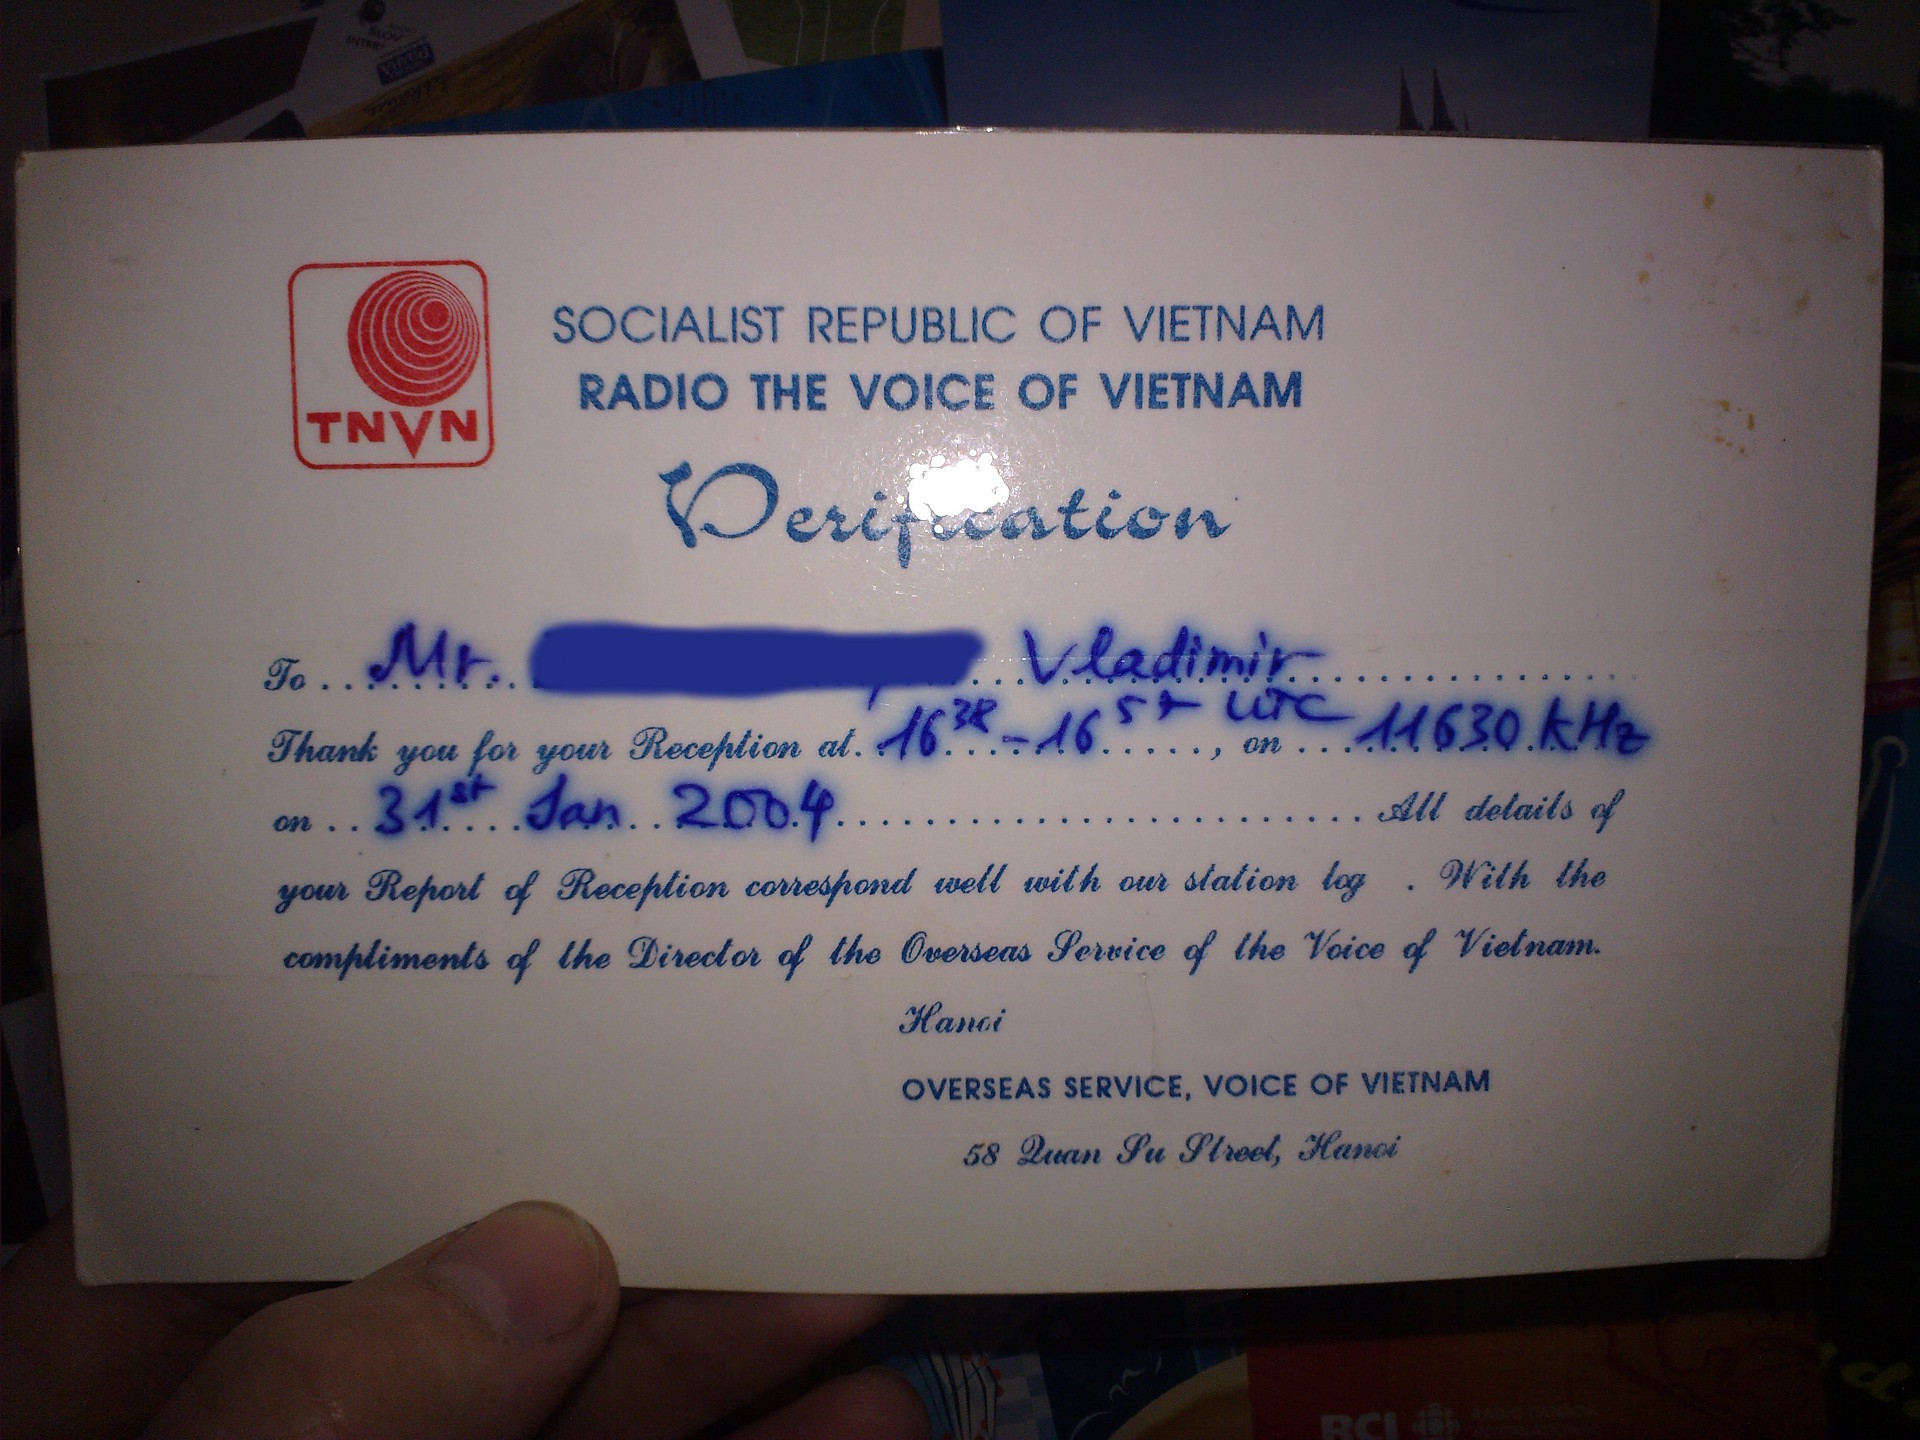 TNVN
SOCIALIST REPUBLIC OF VIETNAM
RADIO THE VOICE OF VIETNAM
Verification
To Mr. Vladimir
Thank you for your Reception at 16³⁸ - 16⁵⁷ UTC, on 11630 kHz
on 31st Jan 2004 All details of
your Report of Reception correspond well with our station log . With the
compliments of the Director of the Overseas Service of the Voice of Vietnam.
Hanoi
OVERSEAS SERVICE, VOICE OF VIETNAM
58 Quan Su Street, Hanoi
RCI